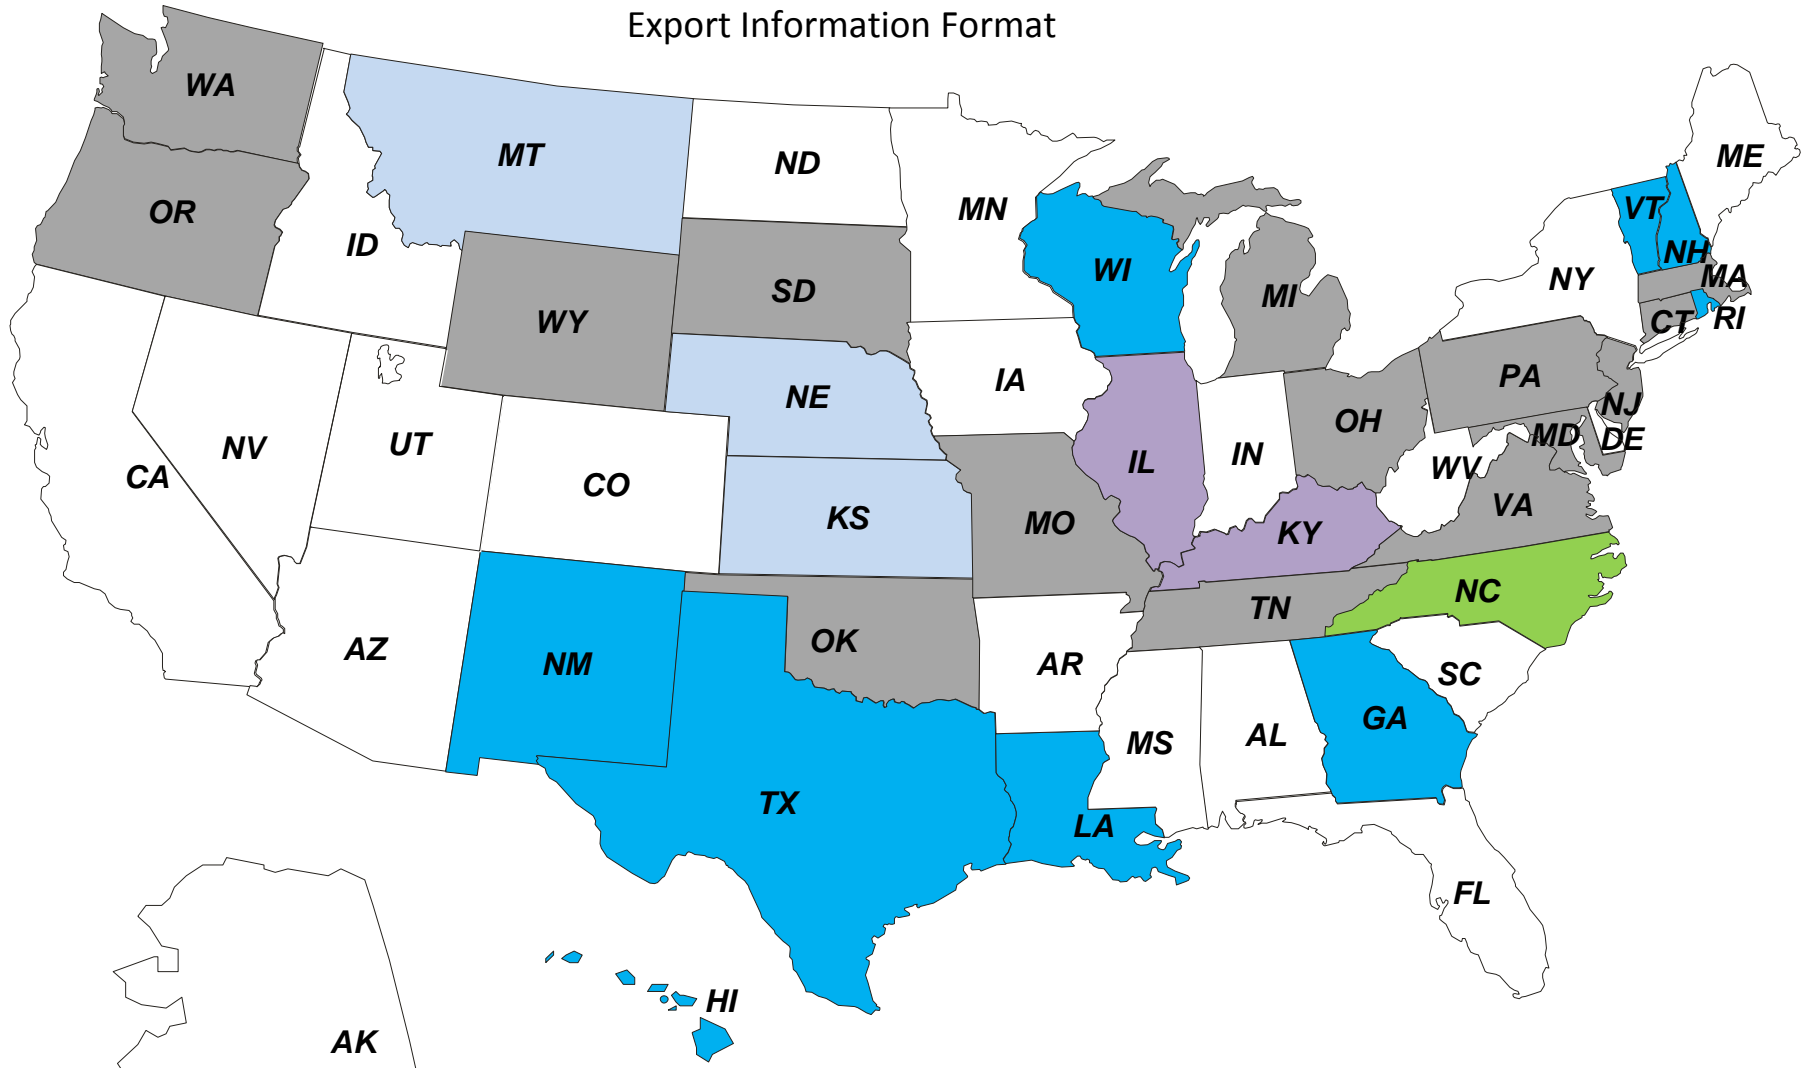 Export Information Format
WA
MT
ND
ME
OR
ID
MN
VT
NH
WI
NY
MA
SD
MI
WY
CT
RI
IA
PA
NE
NJ
OH
MD
DE
NV
UT
CA
CO
IL
IN
WV
KS
MO
VA
KY
NC
TN
AZ
NM
OK
AR
SC
GA
MS
AL
TX
LA
FL
HI
AK